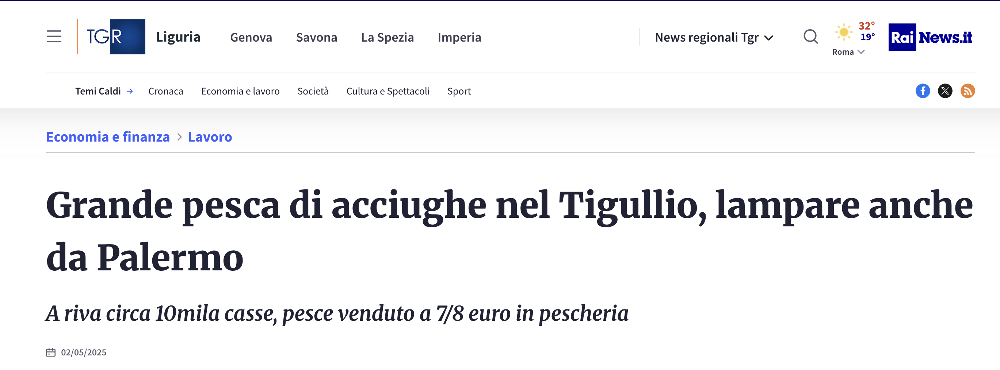 TGR Liguria Genova Savona La Spezia Imperia News regionali Tgr 32° 19° Roma Rai News.it
Temi Caldi → Cronaca Economia e lavoro Società Cultura e Spettacoli Sport
Economia e finanza > Lavoro
Grande pesca di acciughe nel Tigullio, lampare anche
da Palermo
A riva circa 10mila casse, pesce venduto a 7/8 euro in pescheria
02/05/2025